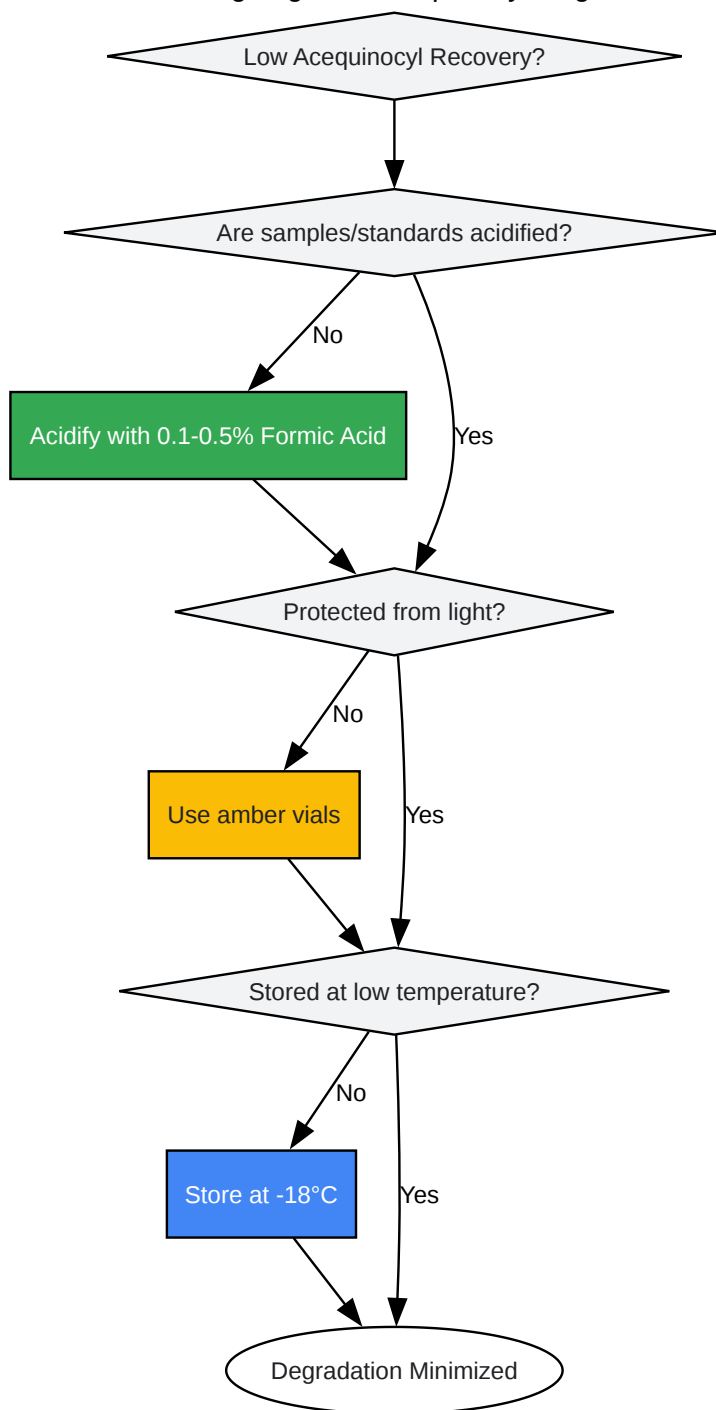 Low Acequinocyl Recovery?
Are samples/standards acidified?
No
Acidify with 0.1-0.5% Formic Acid
Yes
Protected from light?
No
Use amber vials
Yes
Stored at low temperature?
No
Store at -18°C
Yes
Degradation Minimized